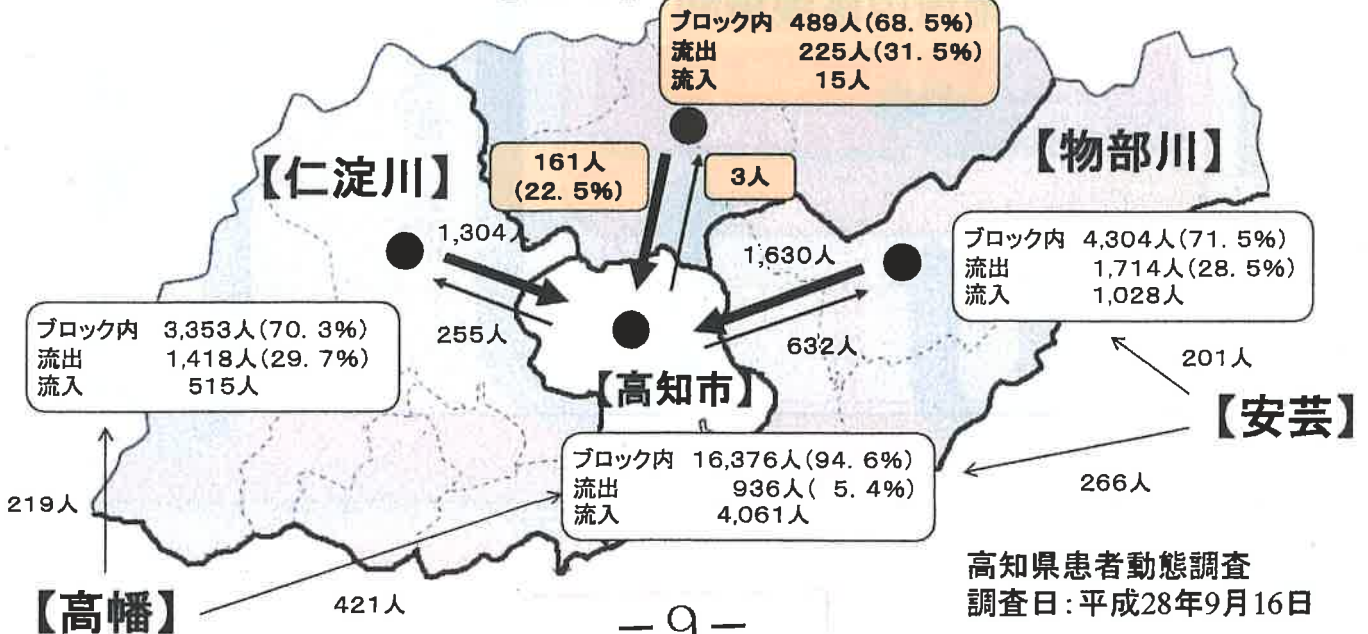 ブロック内 489人(68.5%)
流出 225人(31.5%)
流入 15人
【仁淀川】
161人
(22.5%)
3人
【物部川】
1,304人
1,630人
ブロック内 4,304人(71.5%)
流出 1,714人(28.5%)
流入 1,028人
ブロック内 3,353人(70.3%)
流出 1,418人(29.7%)
流入 515人
255人
632人
201人
【高知市】
【安芸】
ブロック内 16,376人(94.6%)
流出 936人( 5.4%)
流入 4,061人
219人
266人
【高幡】
421人
高知県患者動態調査
調査日:平成28年9月16日
-9-